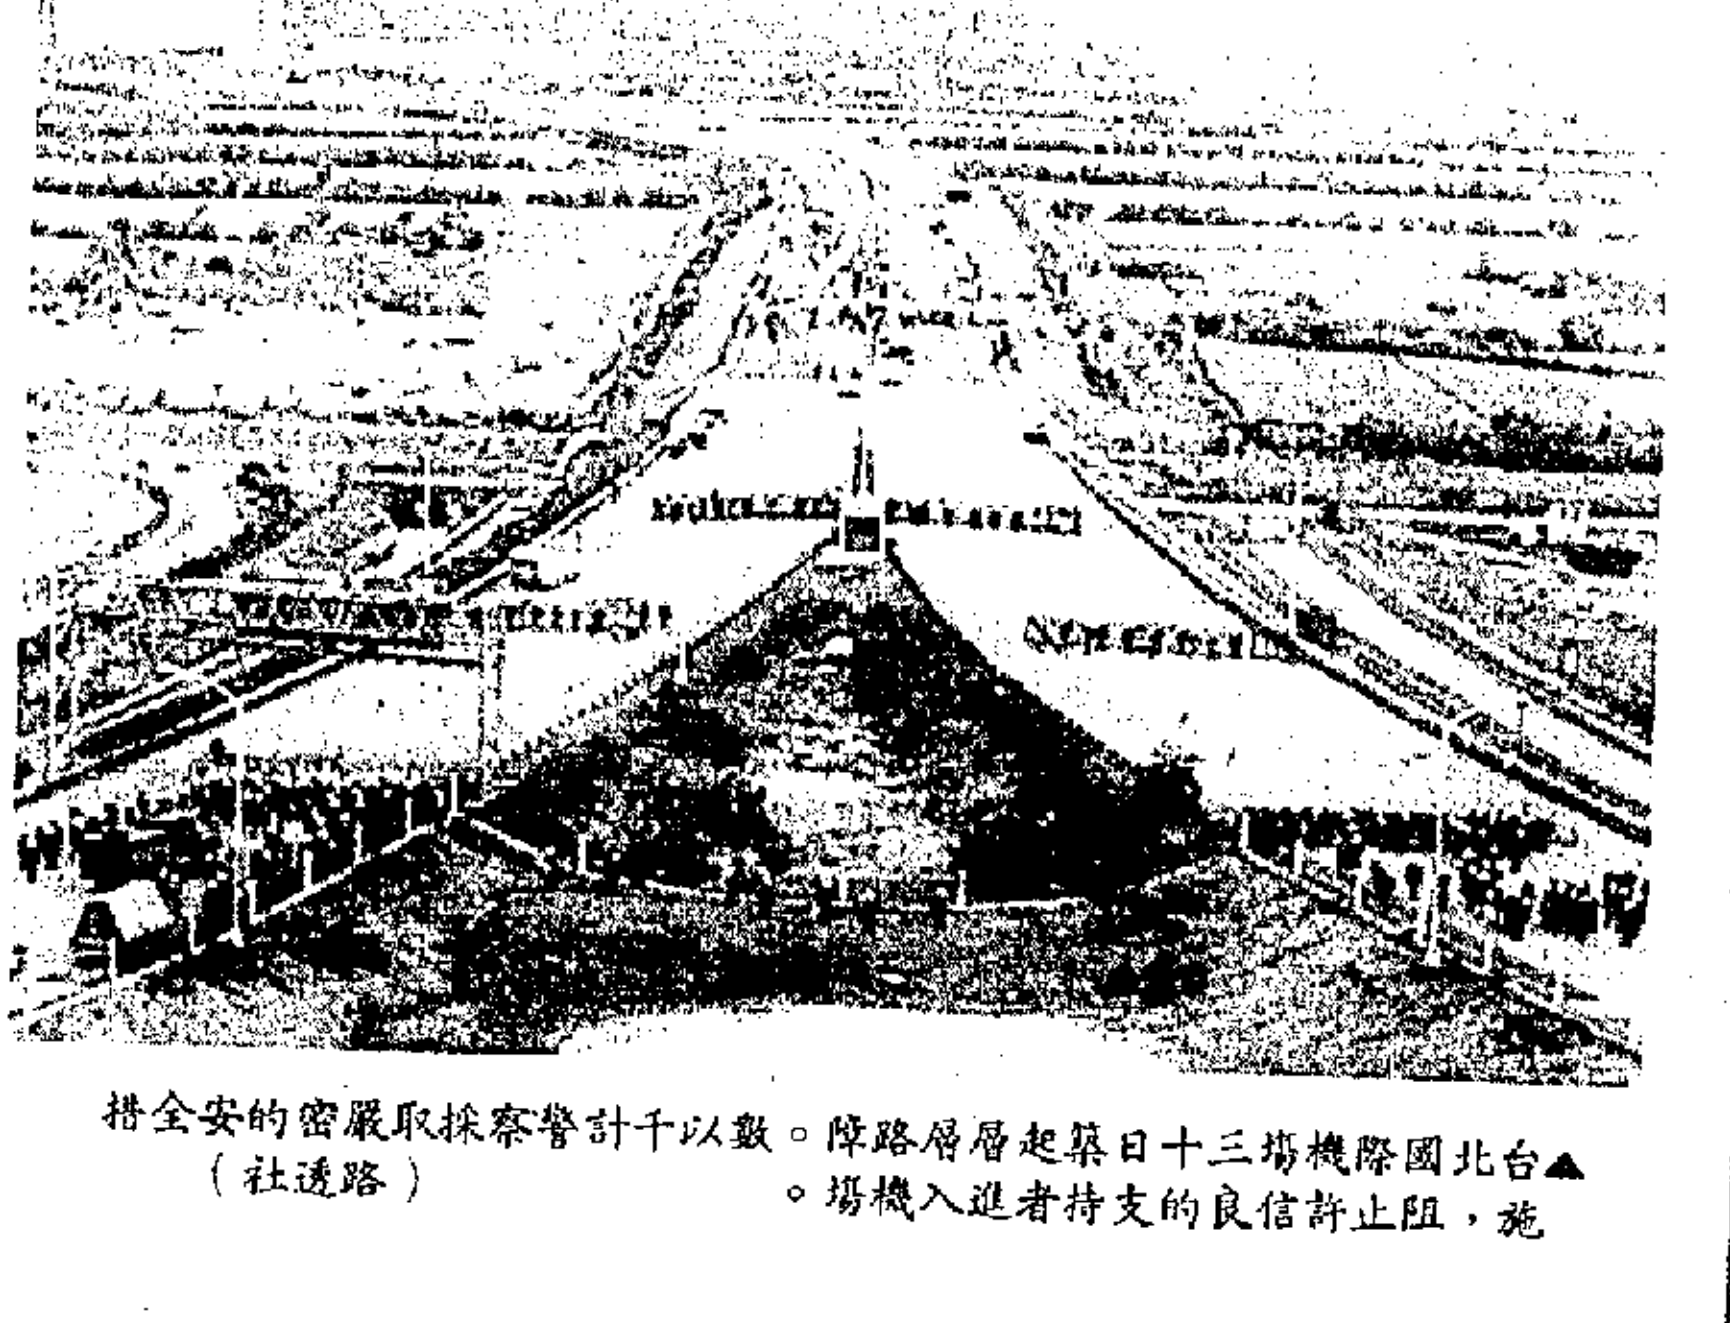 ▲台北國際機場三十日築起層層路障。數以千計警察採取嚴密的安全措
施，阻止許信良的支持者進入機場。（路透社）